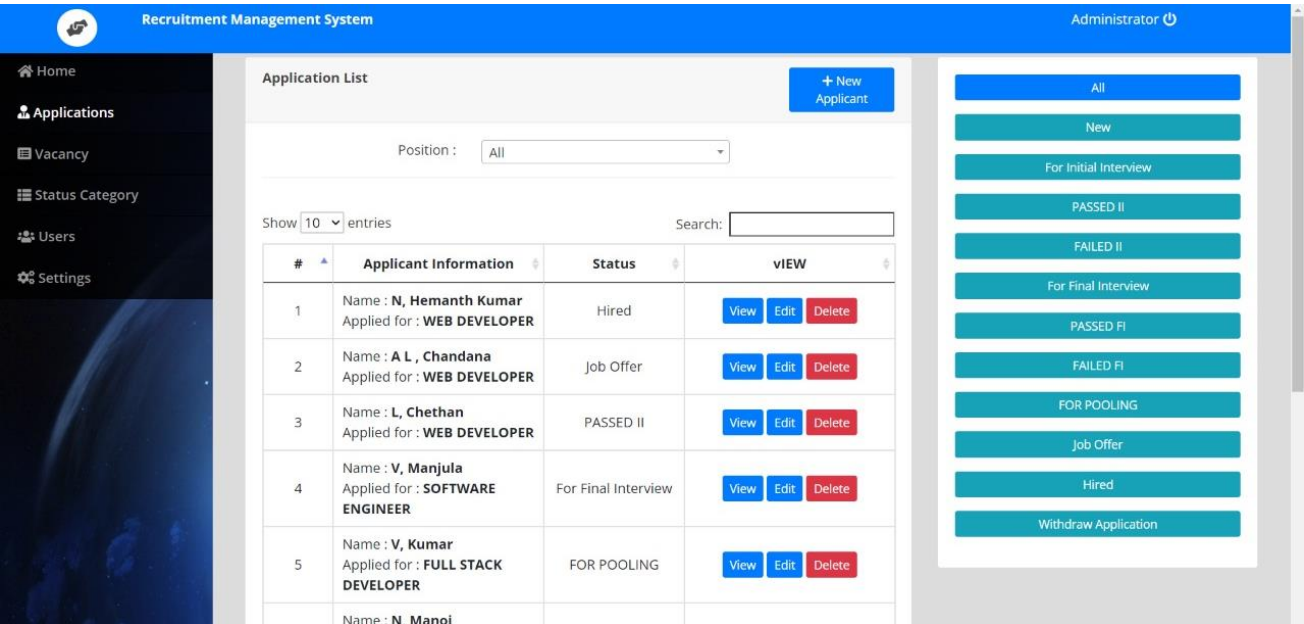 Recruitment Management System
Administrator
Home
Applications
Vacancy
Status Category
Users
Settings
Application List
+ New
Applicant
Position :
All
Show 10 entries
Search:
# Applicant Information Status vIEW
1
Name : N, Hemanth Kumar
Applied for : WEB DEVELOPER
Hired
View Edit Delete
2
Name : A L , Chandana
Applied for : WEB DEVELOPER
Job Offer
View Edit Delete
3
Name : L, Chethan
Applied for : WEB DEVELOPER
PASSED II
View Edit Delete
4
Name : V, Manjula
Applied for : SOFTWARE
ENGINEER
For Final Interview
View Edit Delete
5
Name : V, Kumar
Applied for : FULL STACK
DEVELOPER
FOR POOLING
View Edit Delete
Name : N, Manoj
All
New
For Initial Interview
PASSED II
FAILED II
For Final Interview
PASSED FI
FAILED FI
FOR POOLING
Job Offer
Hired
Withdraw Application